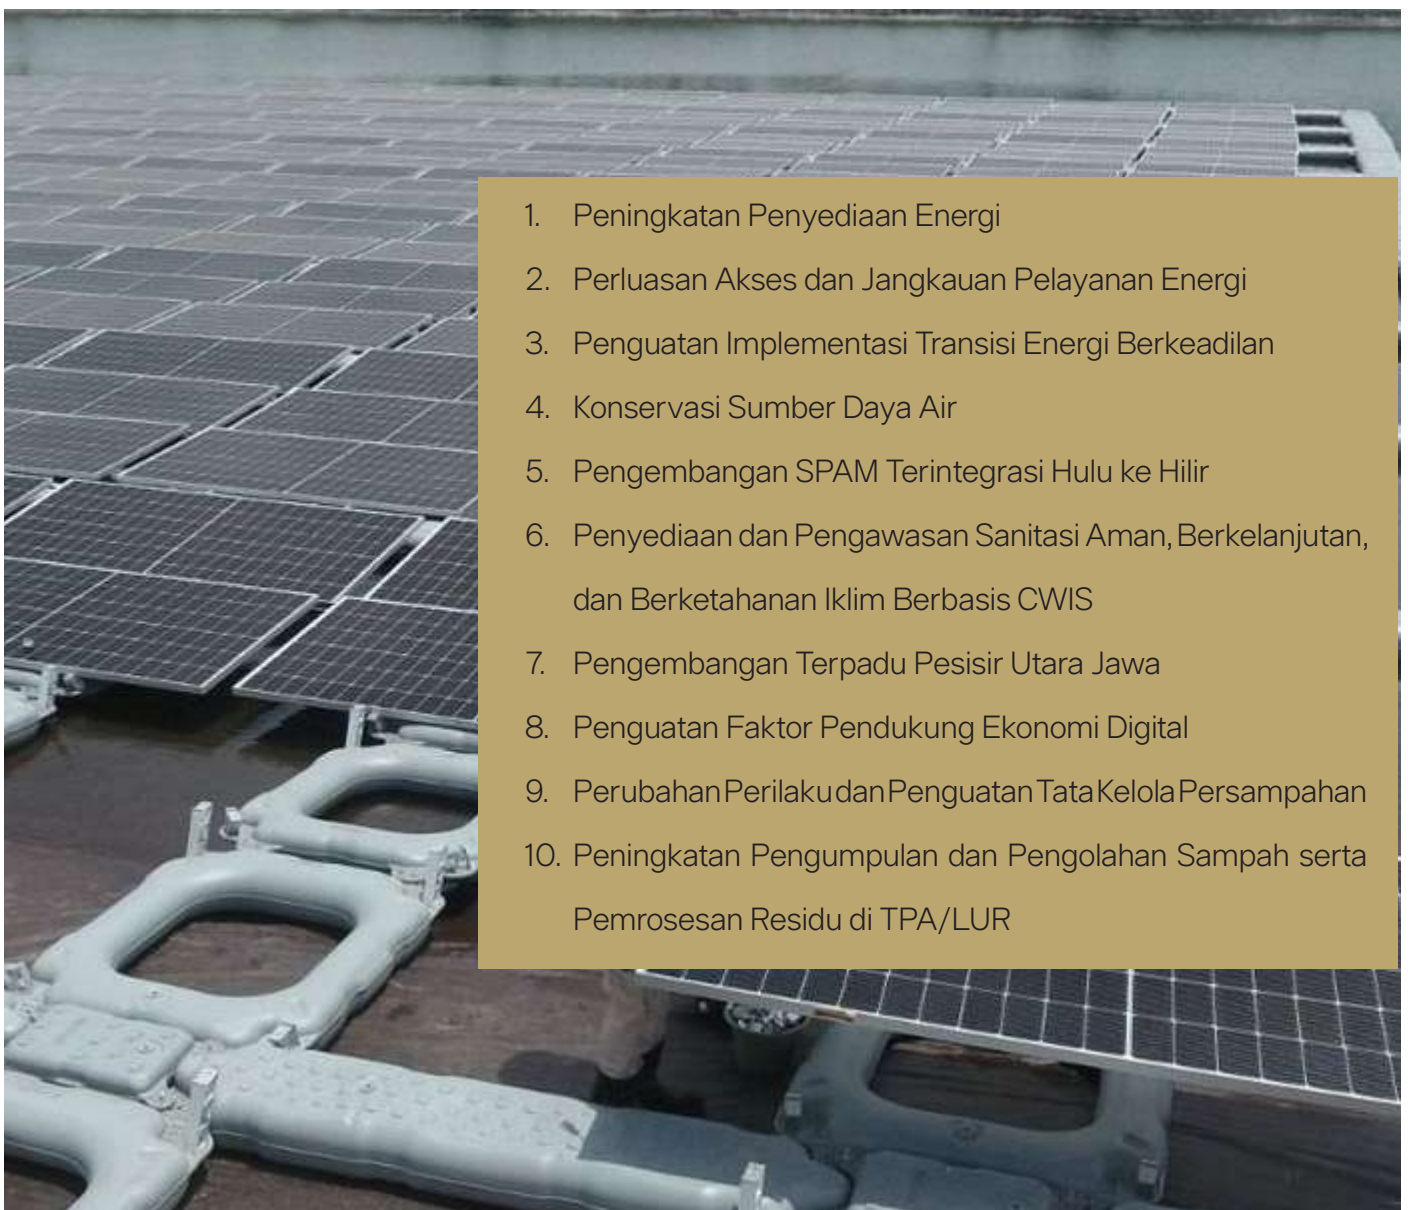 1. Peningkatan Penyediaan Energi
2. Perluasan Akses dan Jangkauan Pelayanan Energi
3. Penguatan Implementasi Transisi Energi Berkeadilan
4. Konservasi Sumber Daya Air
5. Pengembangan SPAM Terintegrasi Hulu ke Hilir
6. Penyediaan dan Pengawasan Sanitasi Aman, Berkelanjutan,
dan Berketahanan Iklim Berbasis CWIS
7. Pengembangan Terpadu Pesisir Utara Jawa
8. Penguatan Faktor Pendukung Ekonomi Digital
9. Perubahan Perilaku dan Penguatan Tata Kelola Persampahan
10. Peningkatan Pengumpulan dan Pengolahan Sampah serta
Pemrosesan Residu di TPA/LUR